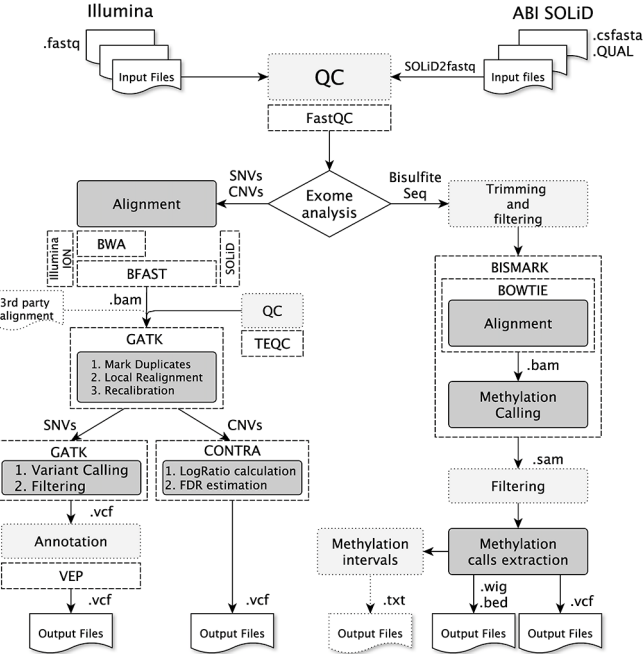 Illumina
ABI SOLiD
.fastq
.csfasta
.QUAL
Input Files
QC
SOLiD2fastq
Input files
FastQC
SNVs
CNVs
Exome
analysis
Bisulfite
Seq
Alignment
Trimming
and
filtering
Illumina
ION
BWA
SOLiD
BFAST
BISMARK
BOWTIE
Alignment
3rd party
alignment
.bam
QC
TEQC
.bam
GATK
1. Mark Duplicates
2. Local Realignment
3. Recalibration
Methylation
Calling
SNVs
CNVs
GATK
1. Variant Calling
2. Filtering
CONTRA
1. LogRatio calculation
2. FDR estimation
.sam
Filtering
.vcf
Annotation
VEP
Methylation
intervals
Methylation
calls extraction
.vcf
.vcf
.txt
.wig
.bed
.vcf
Output Files
Output Files
Output Files
Output Files
Output Files